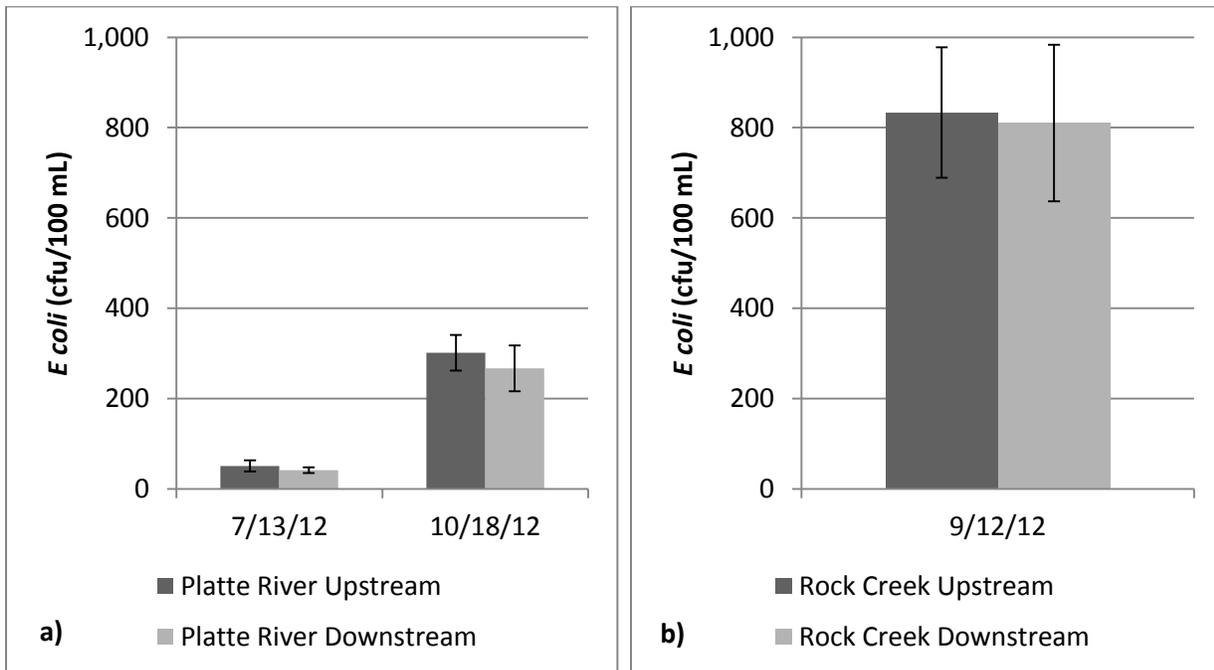 1,000
800
600
400
200
0
E coli (cfu/100 mL)
7/13/12 10/18/12
Platte River Upstream
Platte River Downstream
a)
1,000
800
600
400
200
0
E coli (cfu/100 mL)
9/12/12
Rock Creek Upstream
Rock Creek Downstream
b)